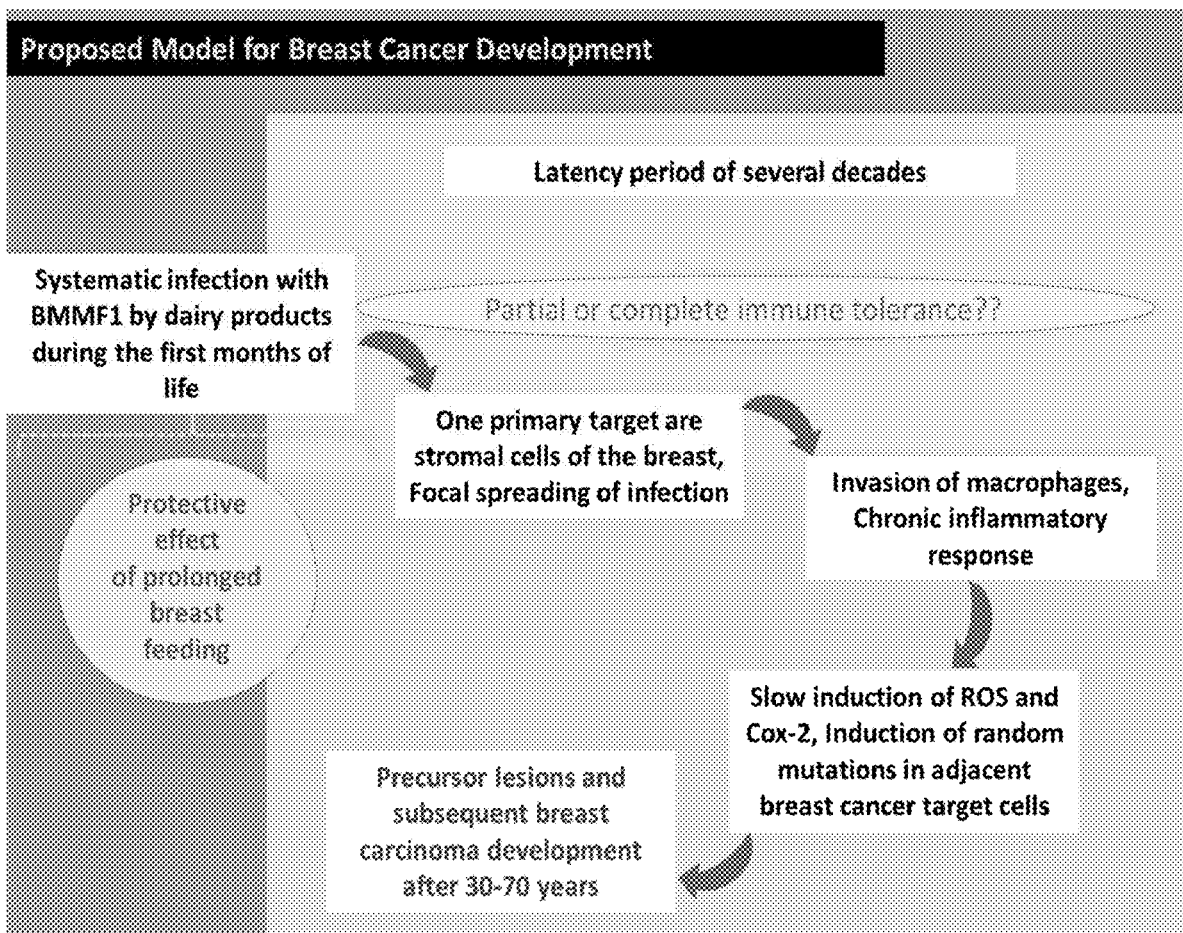 Proposed Model for Breast Cancer Development
Latency period of several decades
Systematic infection with
BMMF1 by dairy products
during the first months of
life
Partial or complete immune tolerance??
One primary target are
stromal cells of the breast,
Focal spreading of infection
Invasion of macrophages,
Chronic inflammatory
response
Protective
effect
of prolonged
breast
feeding
Slow induction of ROS and
Cox-2, Induction of random
mutations in adjacent
breast cancer target cells
Precursor lesions and
subsequent breast
carcinoma development
after 30-70 years